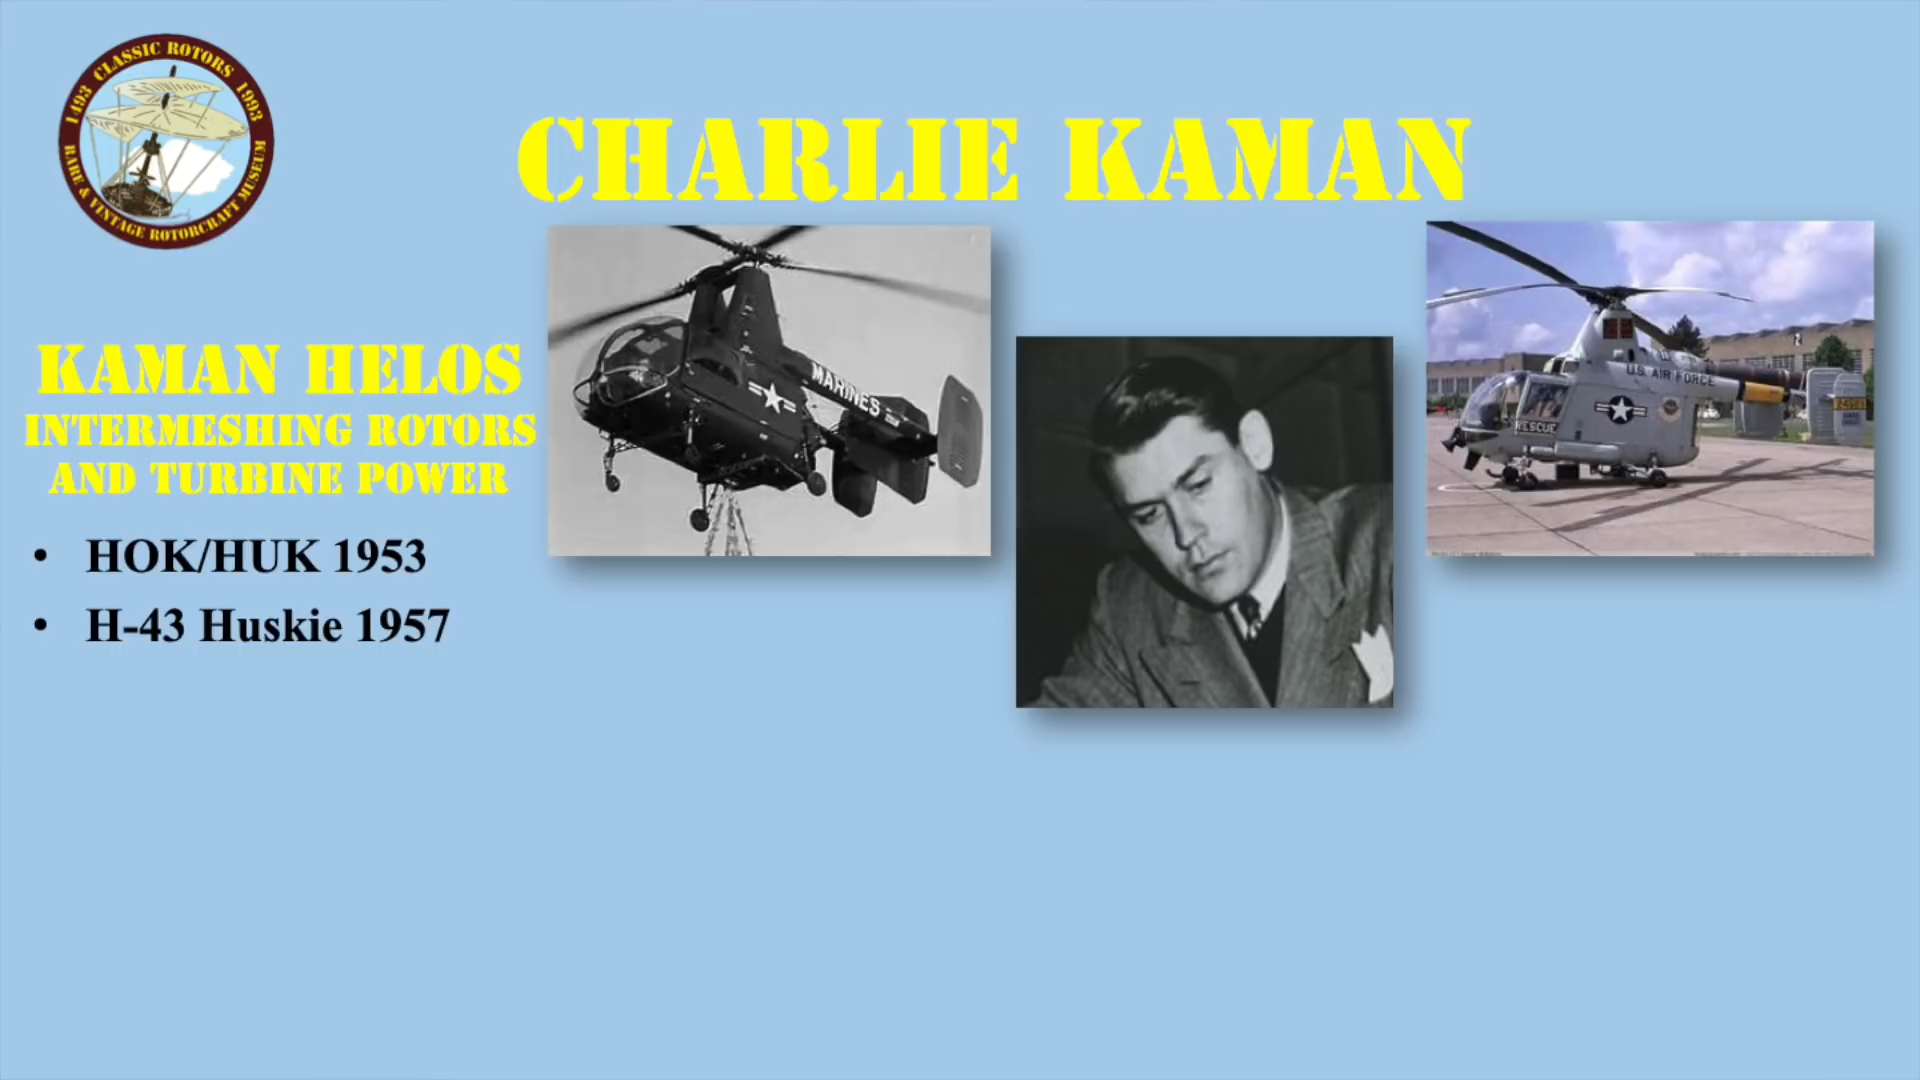 1493 CLASSIC ROTORS 1993
RARE & VINTAGE ROTORCRAFT MUSEUM
CHARLIE KAMAN
KAMAN HELOS
INTERMESHING ROTORS
AND TURBINE POWER
• HOK/HUK 1953
• H-43 Huskie 1957
MARINES
U.S. AIR FORCE
RESCUE